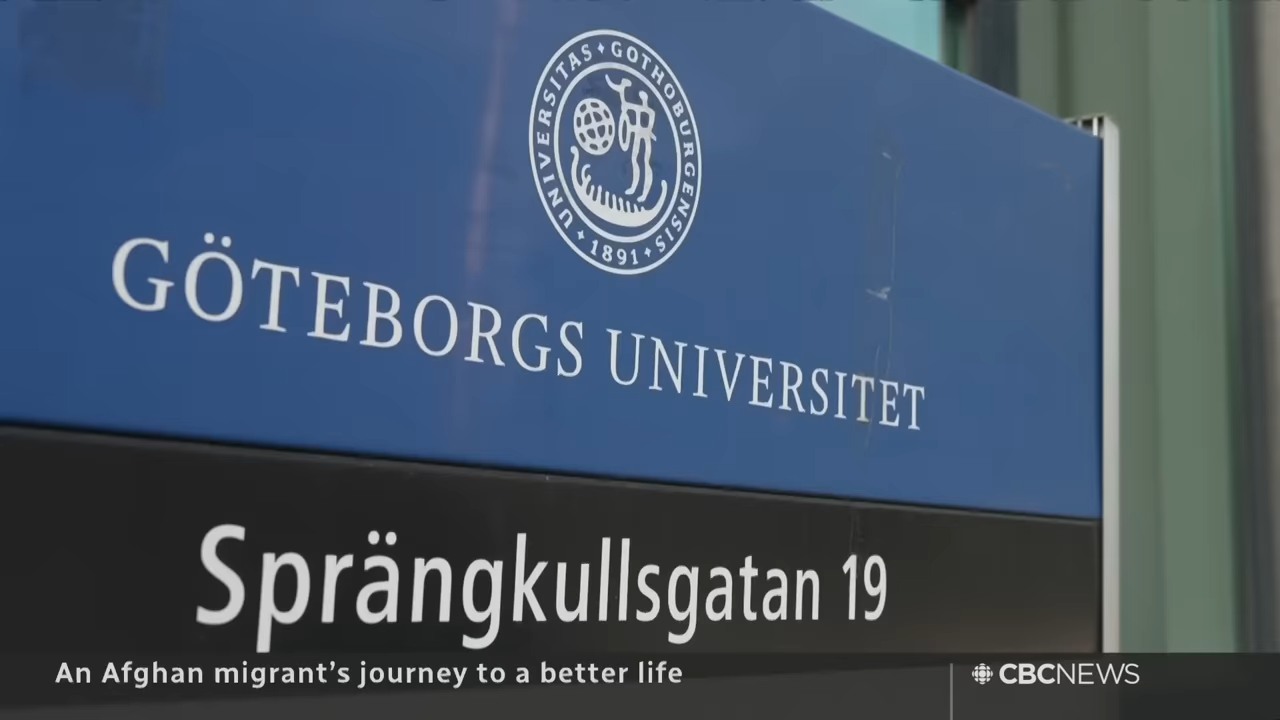 UNIVERSITAS GOTHOBURGENSIS
1891
GÖTEBORGS UNIVERSITET
Sprängkullsgatan 19
An Afghan migrant's journey to a better life
CBCNEWS